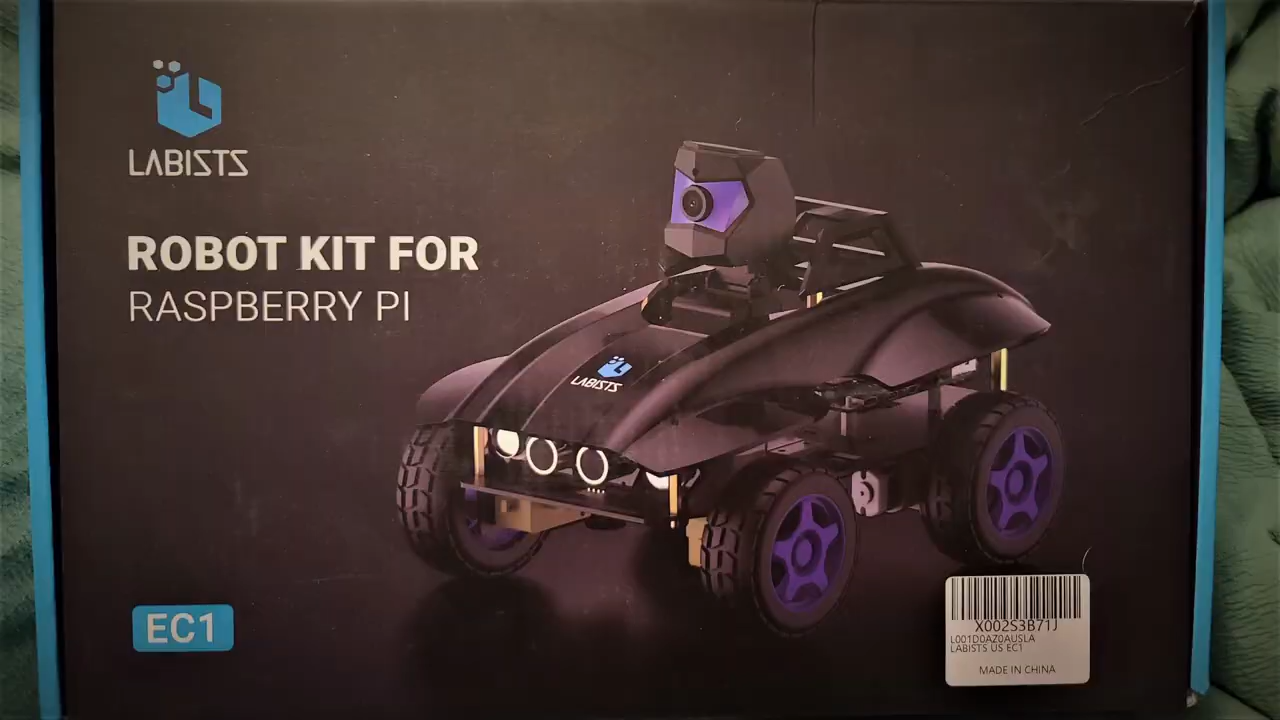 LABISTS
ROBOT KIT FOR
RASPBERRY PI
LABISTS
EC1
X002S3B71J
L001D0AZ0AUSLA
LABISTS US EC1
MADE IN CHINA